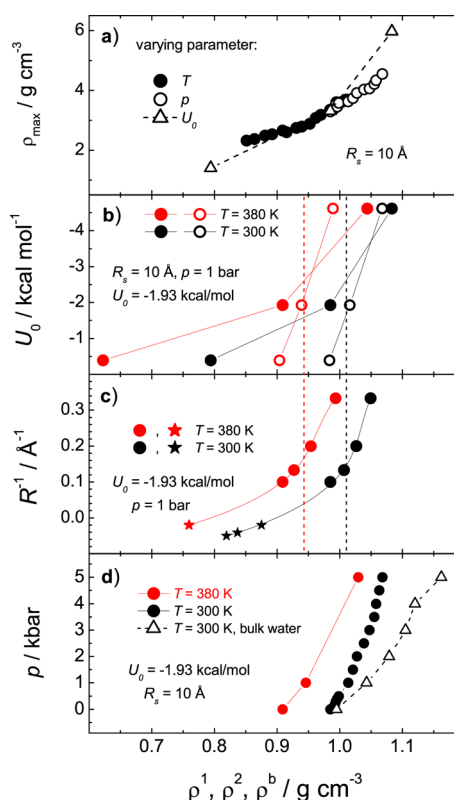 a)
varying parameter:
T
p
U₀
R_s = 10 Å
ρ_max / g cm⁻³
6
4
2
b)
T = 380 K
T = 300 K
R_s = 10 Å, p = 1 bar
U₀ = -1.93 kcal/mol
U₀ / kcal mol⁻¹
-4
-3
-2
-1
c)
, T = 380 K
, T = 300 K
U₀ = -1.93 kcal/mol
p = 1 bar
R⁻¹ / Å⁻¹
0.3
0.2
0.1
0.0
d)
T = 380 K
T = 300 K
T = 300 K, bulk water
U₀ = -1.93 kcal/mol
R_s = 10 Å
p / kbar
5
4
3
2
1
0
0.7 0.8 0.9 1.0 1.1
ρ¹, ρ², ρᵇ / g cm⁻³